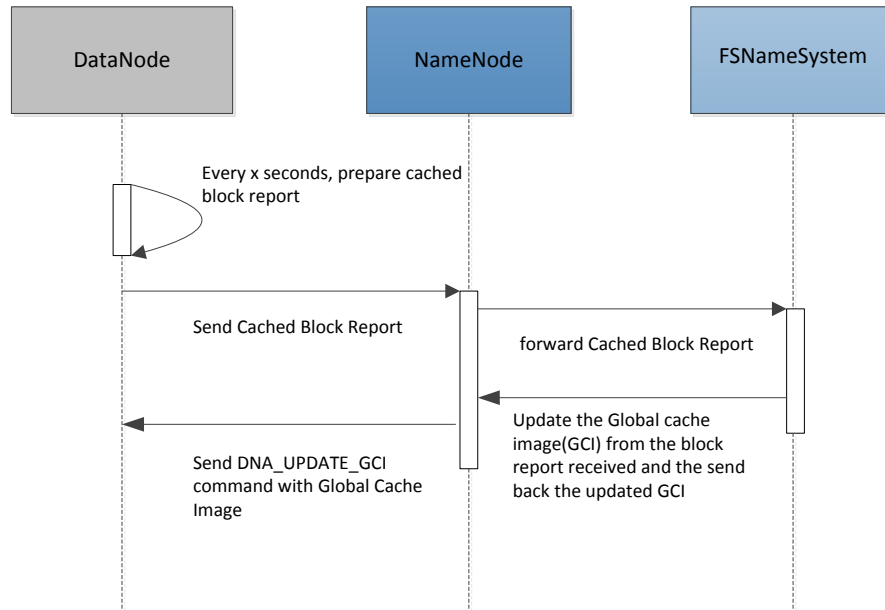 DataNode
NameNode
FSNameSystem
Every x seconds, prepare cached
block report
Send Cached Block Report
forward Cached Block Report
Update the Global cache
image(GCI) from the block
report received and the send
back the updated GCI
Send DNA_UPDATE_GCI
command with Global Cache
Image